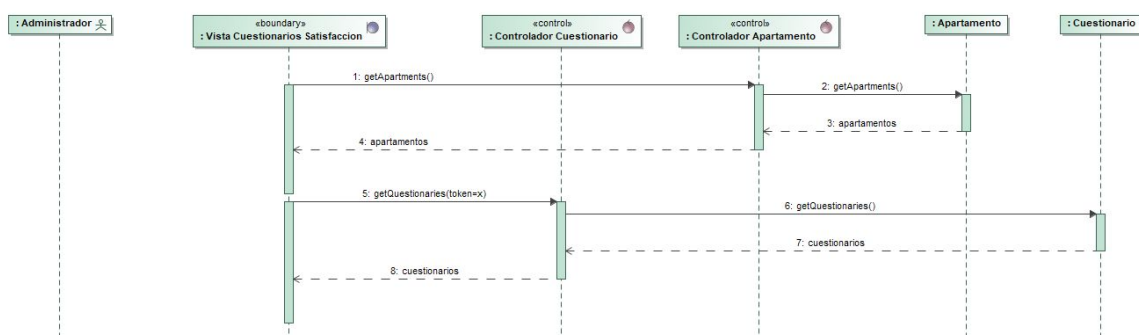 : Administrador
«boundary»
: Vista Cuestionarios Satisfaccion
«control»
: Controlador Cuestionario
«control»
: Controlador Apartamento
: Apartamento
: Cuestionario
1: getApartments()
2: getApartments()
3: apartamentos
4: apartamentos
5: getQuestionaries(token=x)
6: getQuestionaries()
7: cuestionarios
8: cuestionarios